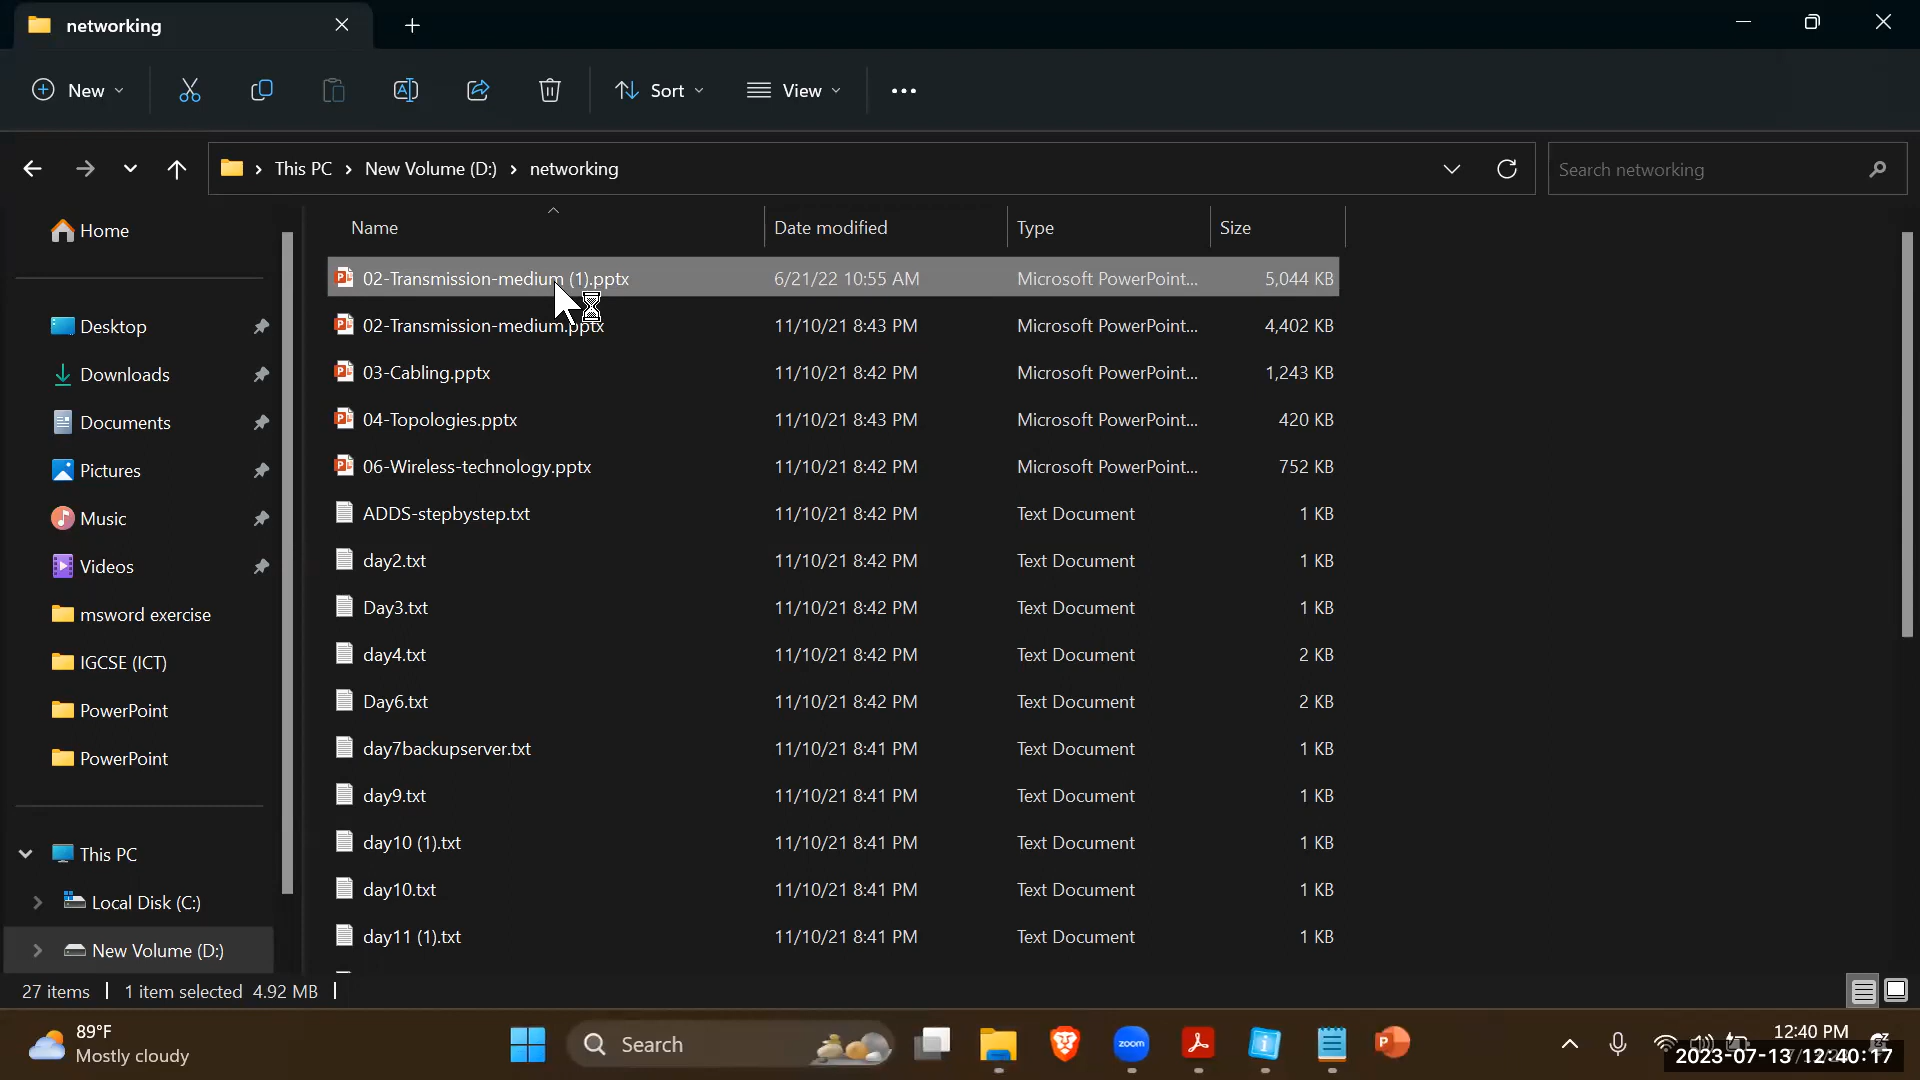 networking
New
Sort
View
This PC
New Volume (D:)
networking
Search networking
Home
Desktop
Downloads
Documents
Pictures
Music
Videos
msword exercise
IGCSE (ICT)
PowerPoint
PowerPoint
This PC
Local Disk (C:)
New Volume (D:)
Name Date modified Type Size
02-Transmission-medium (1).pptx 6/21/22 10:55 AM Microsoft PowerPoint... 5,044 KB
02-Transmission-medium.pptx 11/10/21 8:43 PM Microsoft PowerPoint... 4,402 KB
03-Cabling.pptx 11/10/21 8:42 PM Microsoft PowerPoint... 1,243 KB
04-Topologies.pptx 11/10/21 8:43 PM Microsoft PowerPoint... 420 KB
06-Wireless-technology.pptx 11/10/21 8:42 PM Microsoft PowerPoint... 752 KB
ADDS-stepbystep.txt 11/10/21 8:42 PM Text Document 1 KB
day2.txt 11/10/21 8:42 PM Text Document 1 KB
Day3.txt 11/10/21 8:42 PM Text Document 1 KB
day4.txt 11/10/21 8:42 PM Text Document 2 KB
Day6.txt 11/10/21 8:42 PM Text Document 2 KB
day7backupserver.txt 11/10/21 8:41 PM Text Document 1 KB
day9.txt 11/10/21 8:41 PM Text Document 1 KB
day10 (1).txt 11/10/21 8:41 PM Text Document 1 KB
day10.txt 11/10/21 8:41 PM Text Document 1 KB
day11 (1).txt 11/10/21 8:41 PM Text Document 1 KB
27 items 1 item selected 4.92 MB
89°F
Mostly cloudy
Search
zoom
12:40 PM
2023-07-13 12:40:17